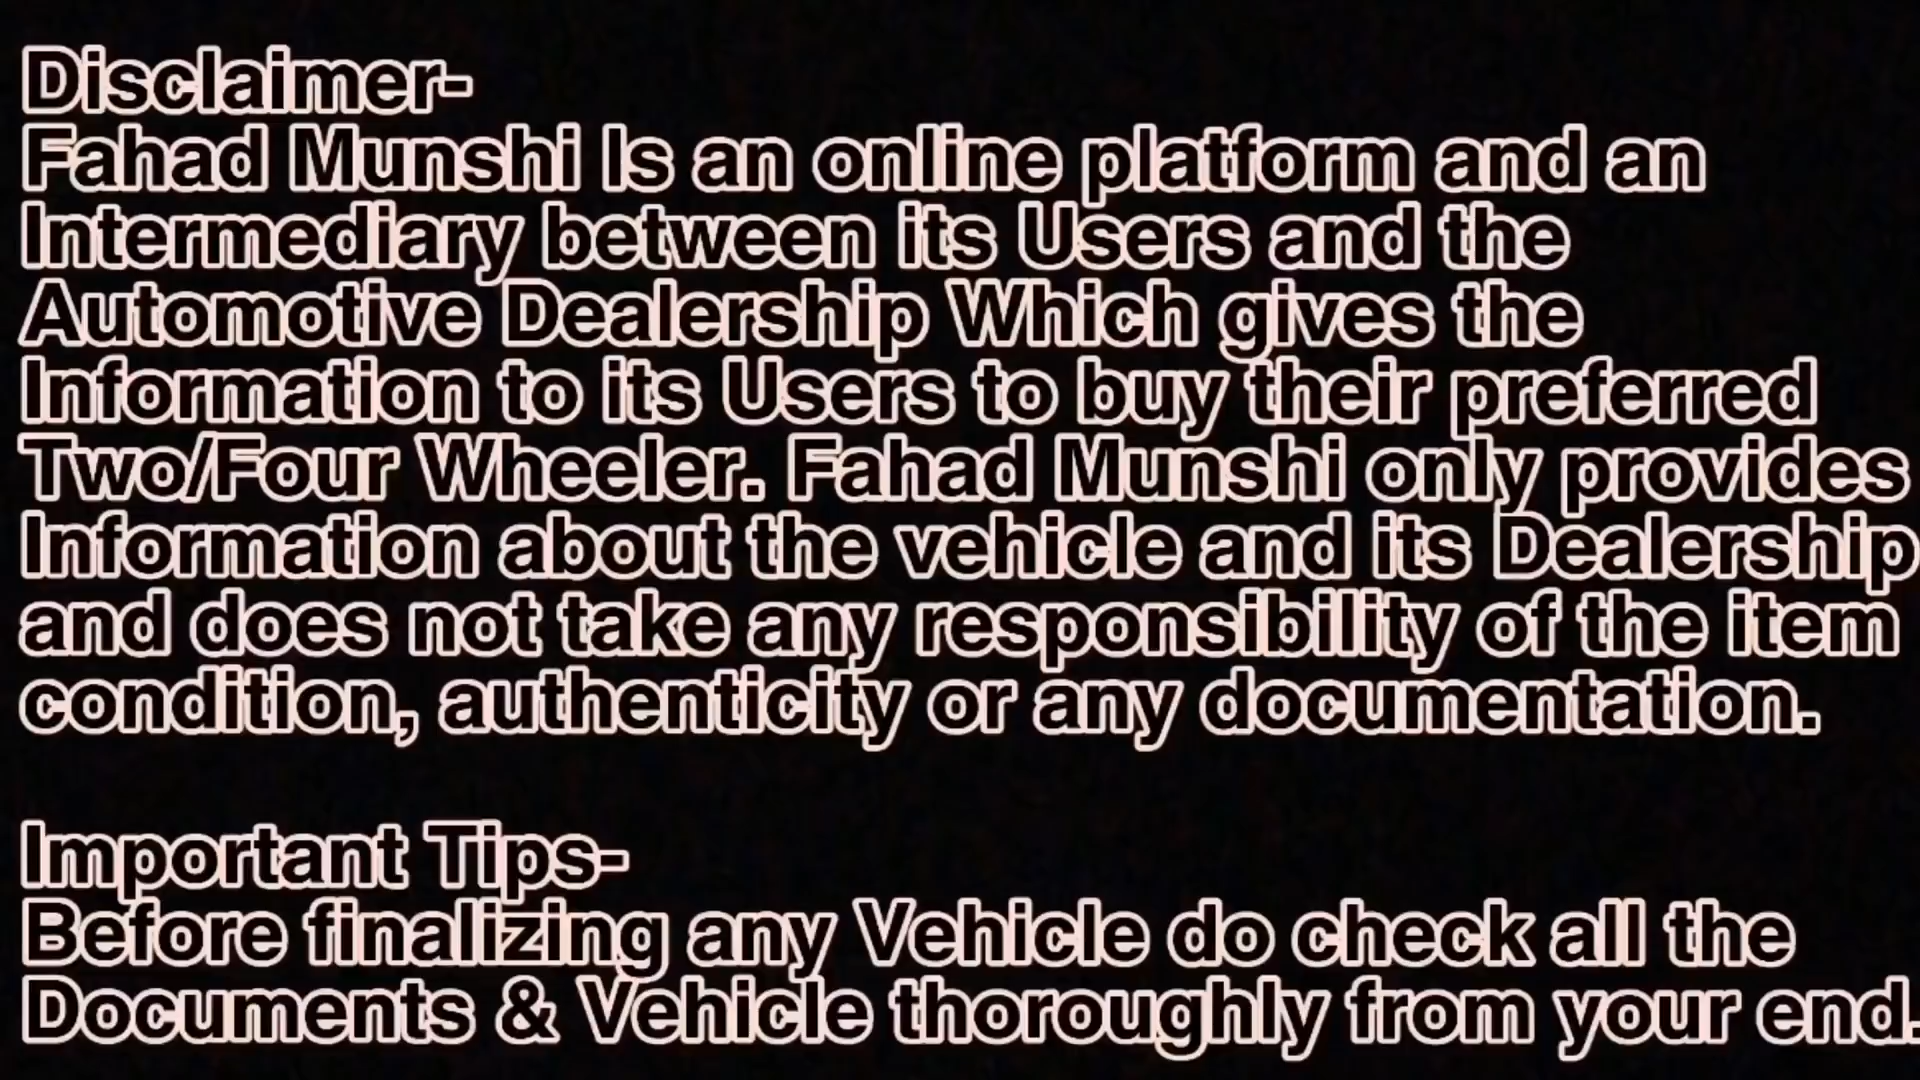 Disclaimer-
Fahad Munshi Is an online platform and an
Intermediary between its Users and the
Automotive Dealership Which gives the
Information to its Users to buy their preferred
Two/Four Wheeler. Fahad Munshi only provides
Information about the vehicle and its Dealership
and does not take any responsibility of the item
condition, authenticity or any documentation.
Important Tips-
Before finalizing any Vehicle do check all the
Documents & Vehicle thoroughly from your end.